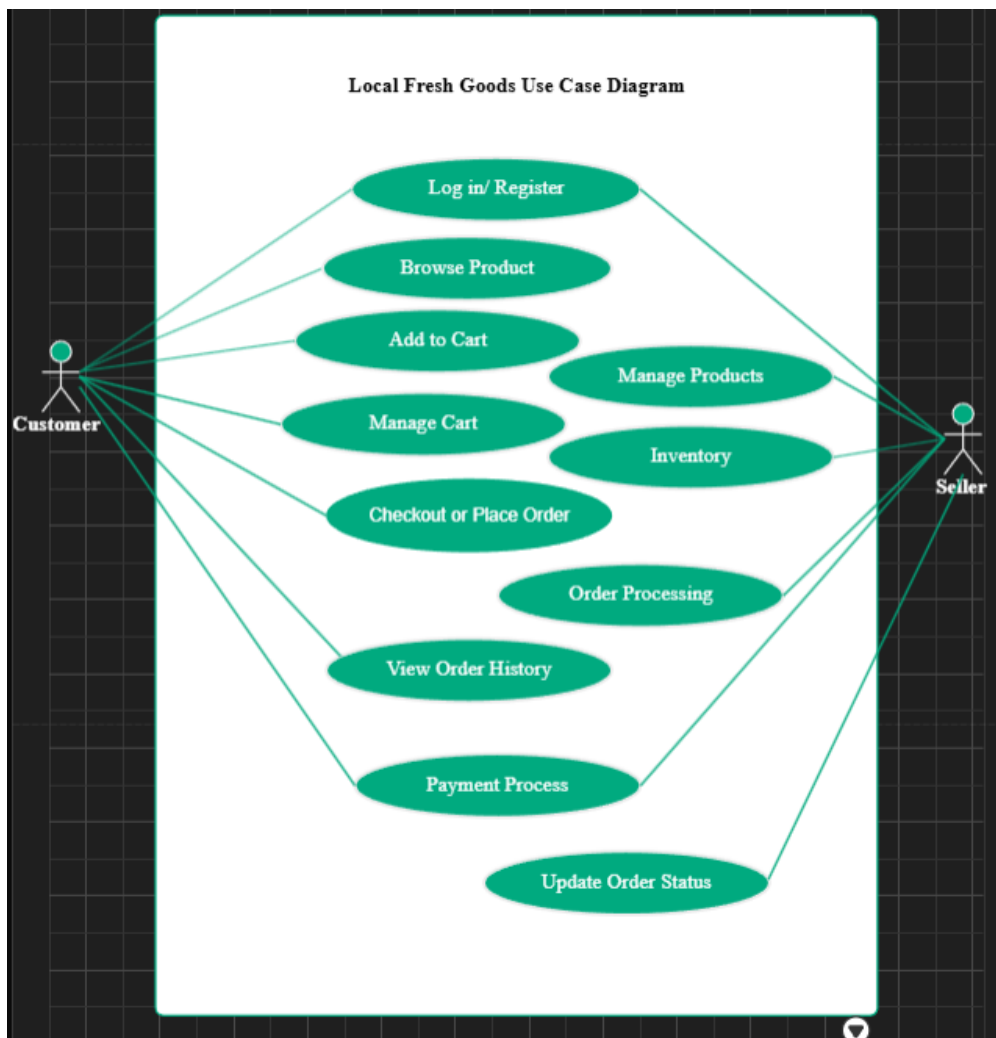 Local Fresh Goods Use Case Diagram
Log in/ Register
Browse Product
Add to Cart
Manage Products
Customer
Manage Cart
Inventory
Seller
Checkout or Place Order
Order Processing
View Order History
Payment Process
Update Order Status